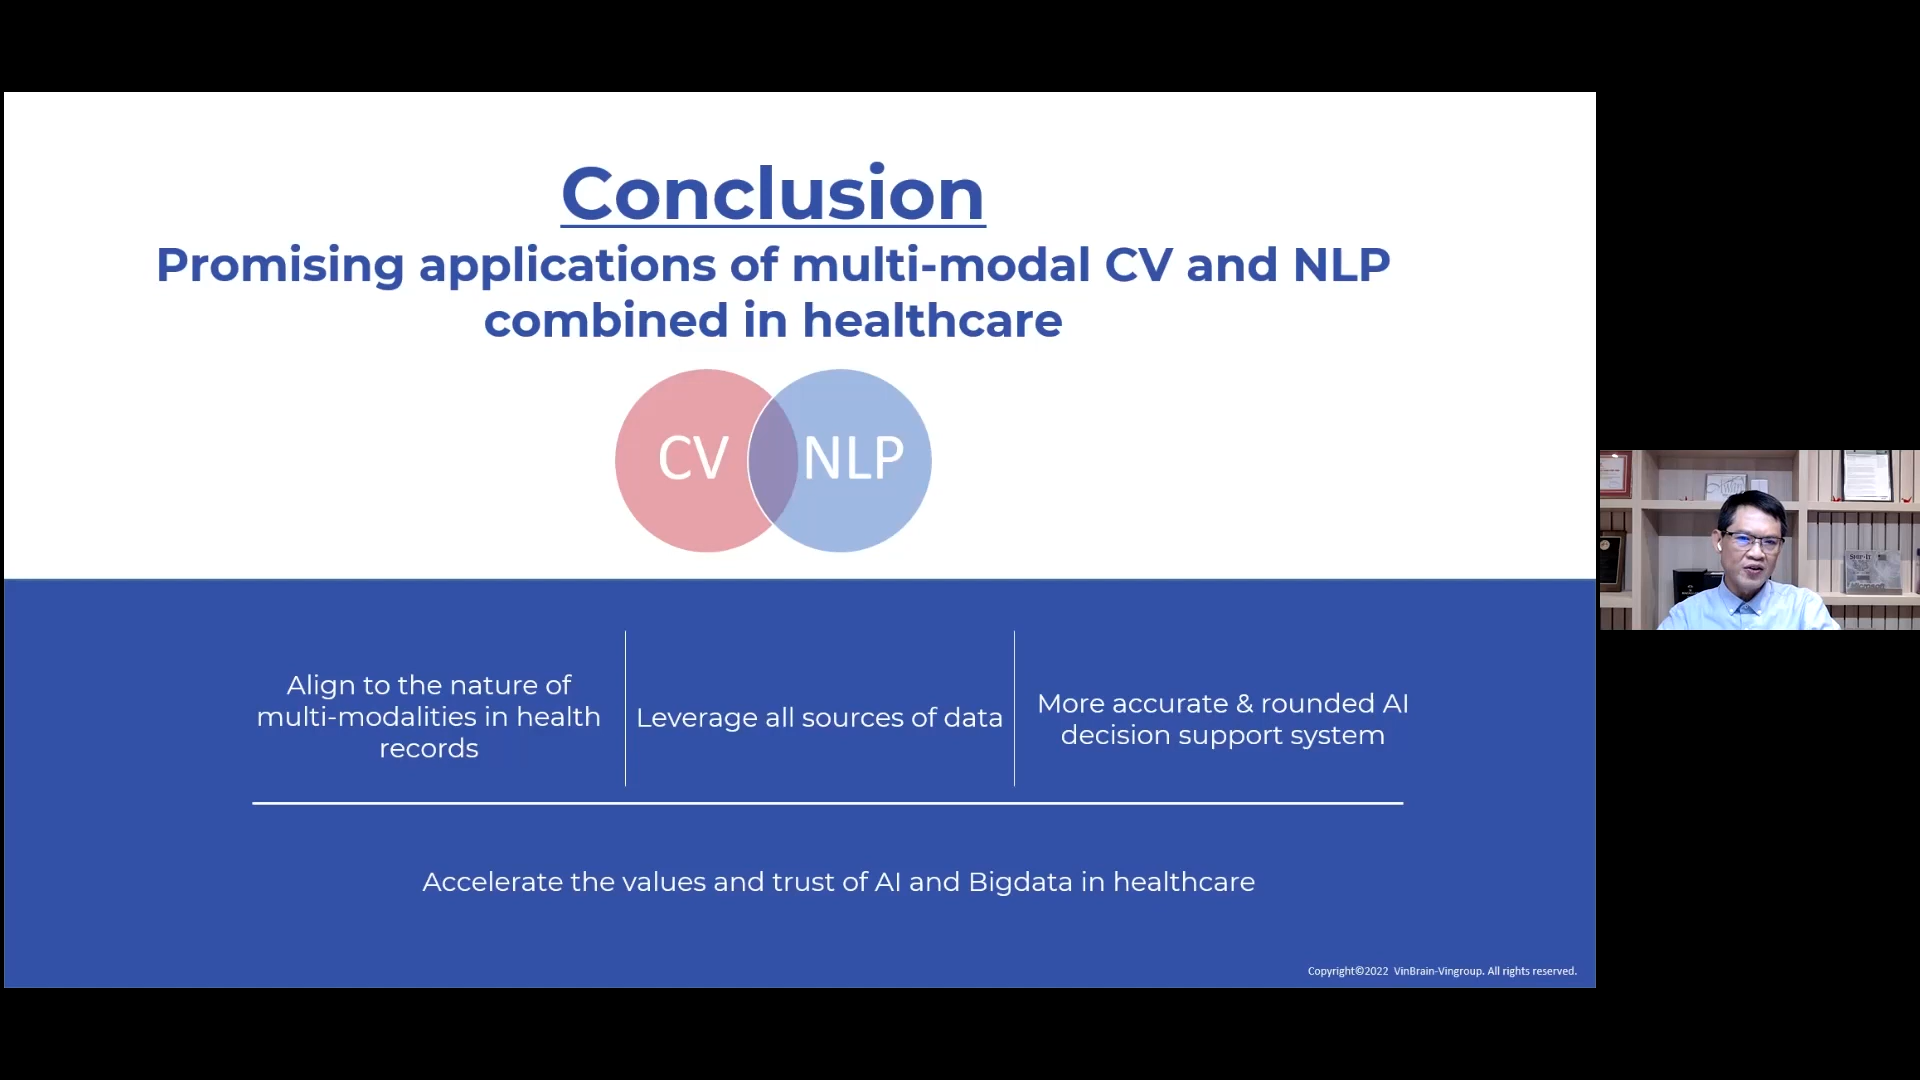 Conclusion
Promising applications of multi-modal CV and NLP
combined in healthcare
CV
NLP
Align to the nature of
multi-modalities in health
records
Leverage all sources of data
More accurate & rounded AI
decision support system
Accelerate the values and trust of AI and Bigdata in healthcare
Copyright©2022 VinBrain-Vingroup. All rights reserved.